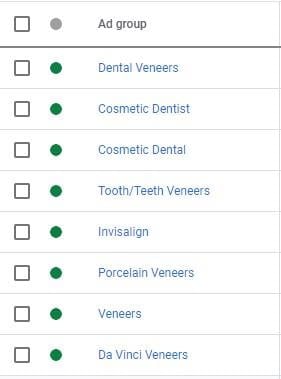 Ad group
Dental Veneers
Cosmetic Dentist
Cosmetic Dental
Tooth/Teeth Veneers
Invisalign
Porcelain Veneers
Veneers
Da Vinci Veneers